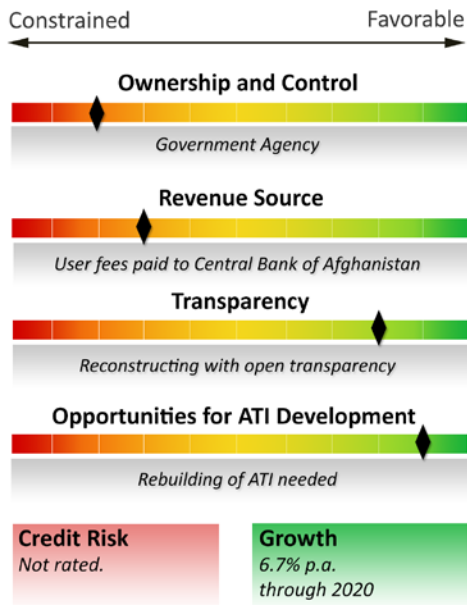 Constrained Favorable
Ownership and Control
Government Agency
Revenue Source
User fees paid to Central Bank of Afghanistan
Transparency
Reconstructing with open transparency
Opportunities for ATI Development
Rebuilding of ATI needed
Credit Risk
Not rated.
Growth
6.7% p.a.
through 2020